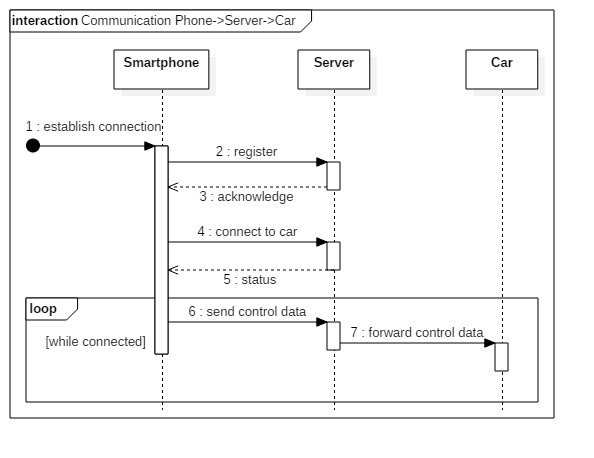 interaction Communication Phone->Server->Car
Smartphone
Server
Car
1 : establish connection
2 : register
3 : acknowledge
4 : connect to car
5 : status
loop
6 : send control data
7 : forward control data
[while connected]